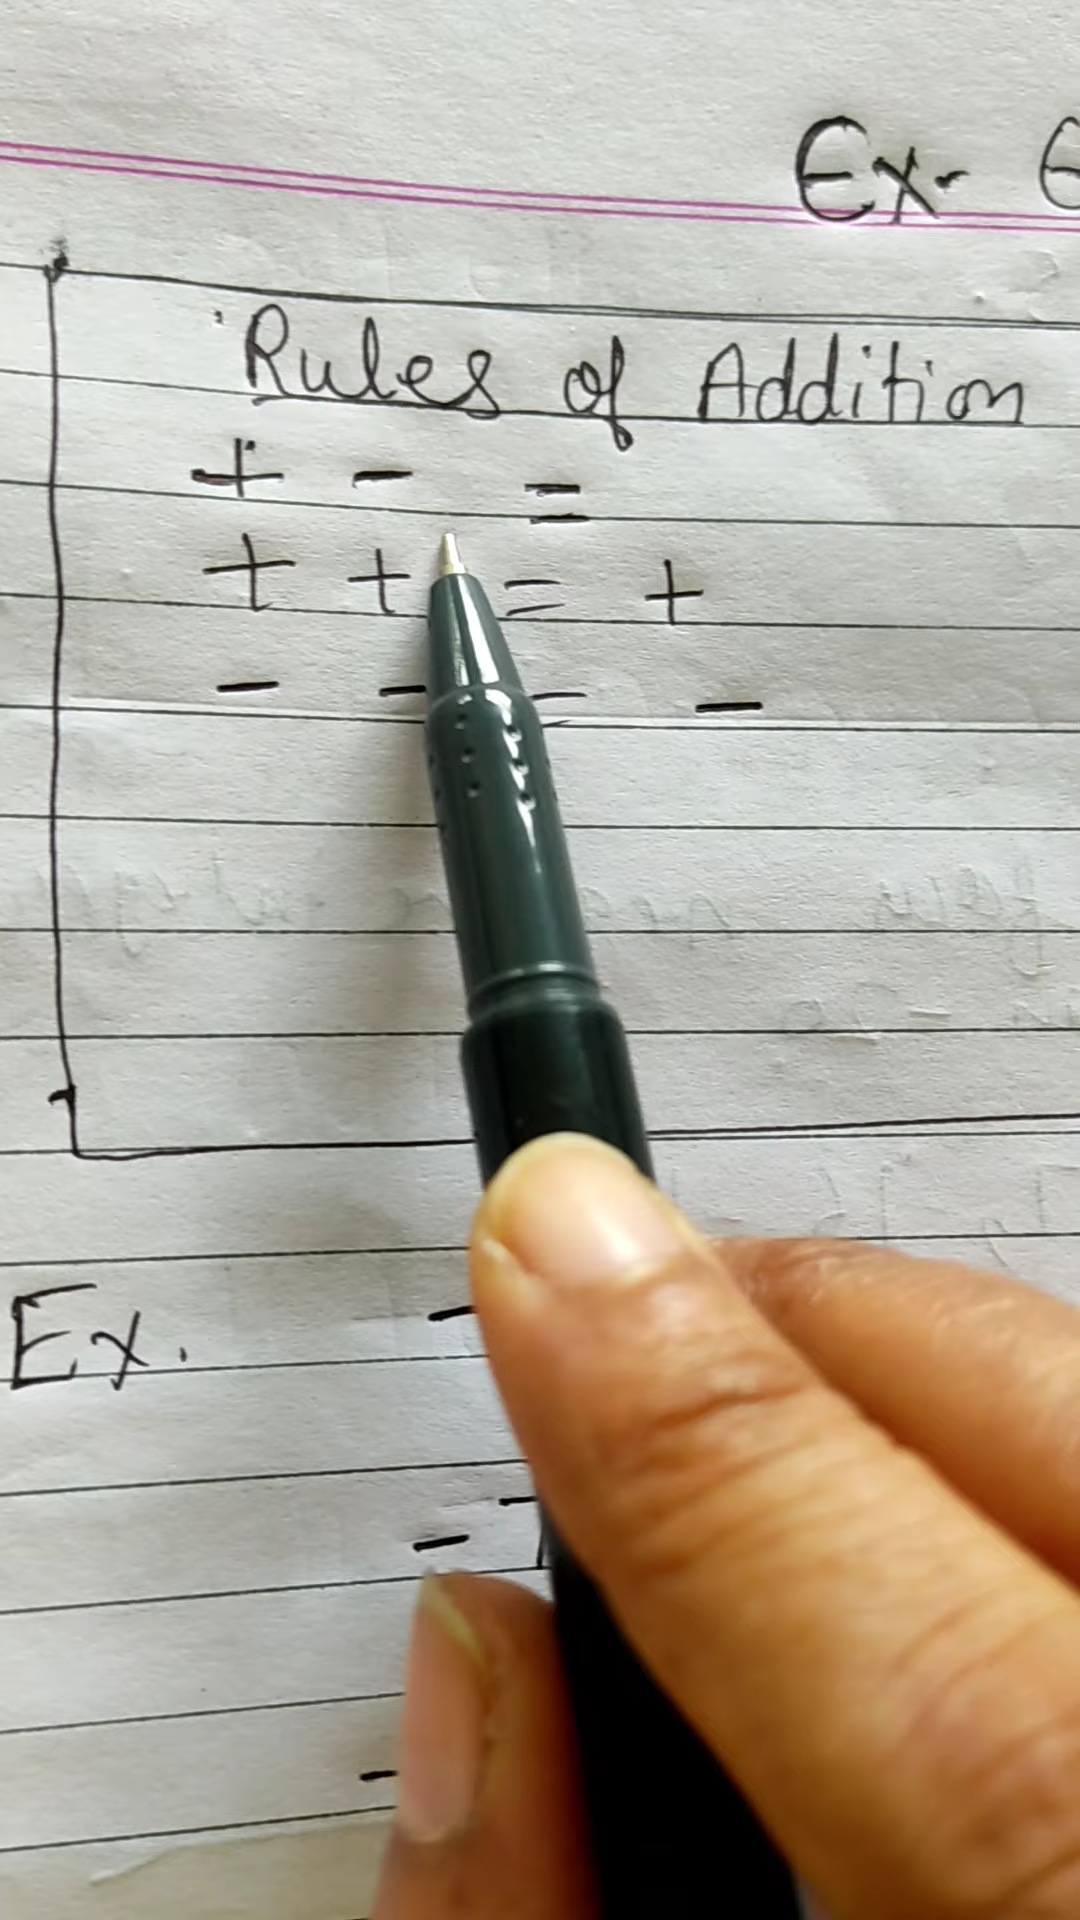 Ex-
Rules of Addition
+ - =
+ + = +
- - = -
Ex.
-
-
-